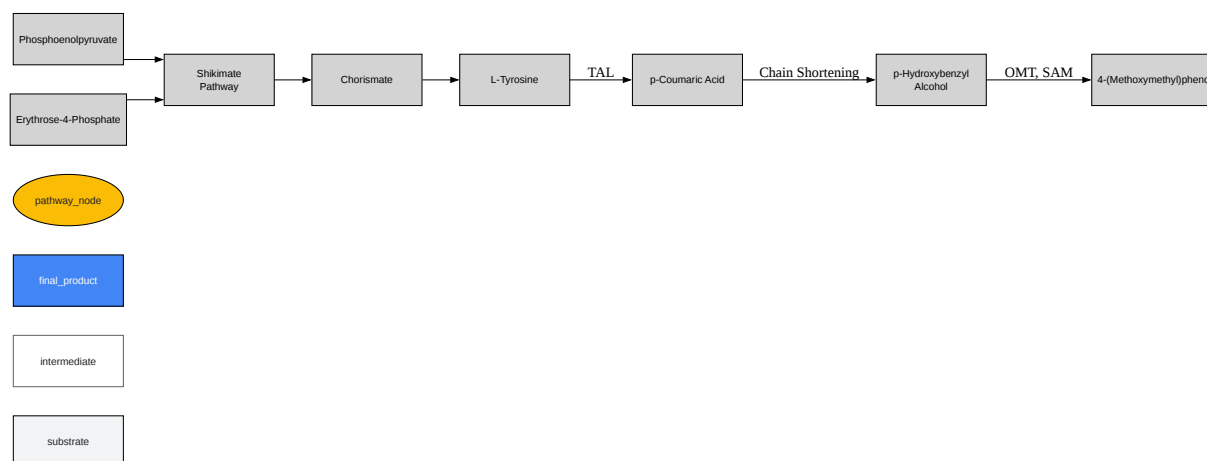 Phosphoenolpyruvate
Erythrose-4-Phosphate
Shikimate
Pathway
Chorismate
L-Tyrosine
TAL
p-Coumaric Acid
Chain Shortening
p-Hydroxybenzyl
Alcohol
OMT, SAM
4-(Methoxymethyl)pheno
pathway_node
final_product
intermediate
substrate